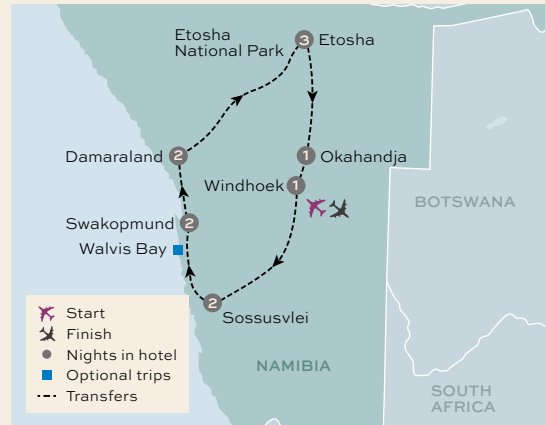 Etosha
National Park
3
Etosha
Damaraland
2
1
Okahandja
Windhoek
1
BOTSWANA
Swakopmund
2
Walvis Bay
2
Sossusvlei
Start
Finish
Nights in hotel
Optional trips
Transfers
NAMIBIA
SOUTH
AFRICA